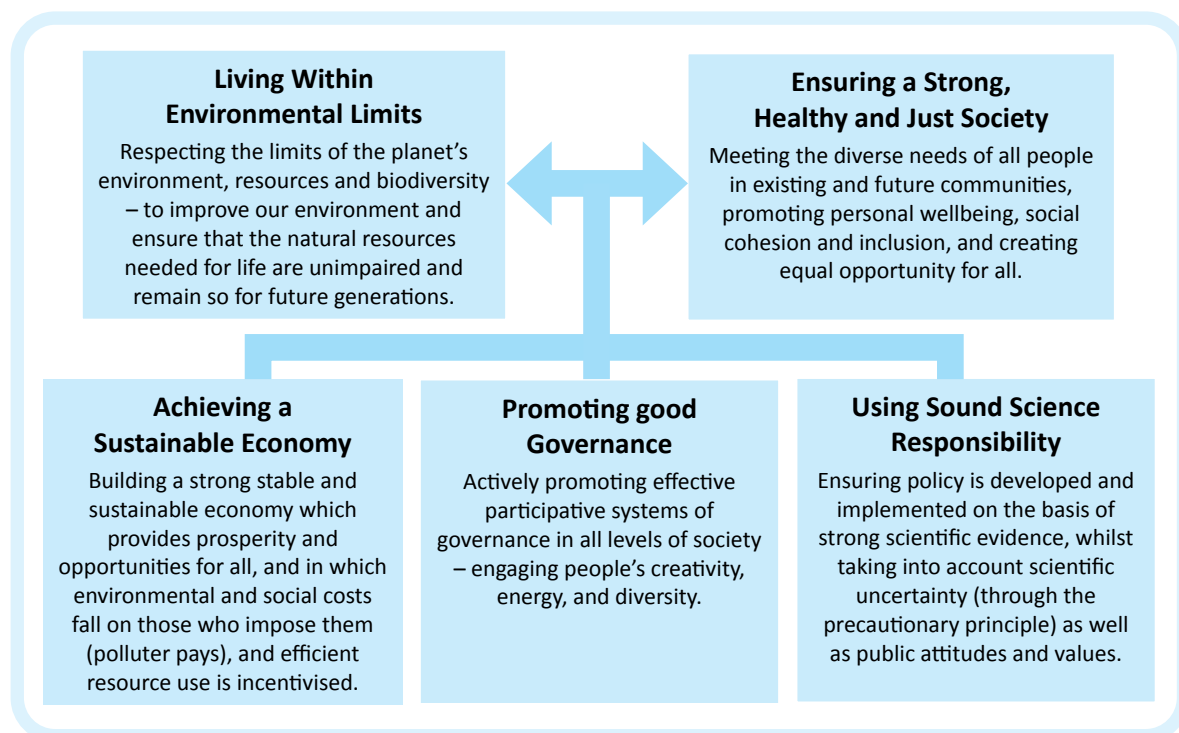 Living Within
Environmental Limits
Respecting the limits of the planet's
environment, resources and biodiversity
– to improve our environment and
ensure that the natural resources
needed for life are unimpaired and
remain so for future generations.
Ensuring a Strong,
Healthy and Just Society
Meeting the diverse needs of all people
in existing and future communities,
promoting personal wellbeing, social
cohesion and inclusion, and creating
equal opportunity for all.
Achieving a
Sustainable Economy
Building a strong stable and
sustainable economy which
provides prosperity and
opportunities for all, and in which
environmental and social costs
fall on those who impose them
(polluter pays), and efficient
resource use is incentivised.
Promoting good
Governance
Actively promoting effective
participative systems of
governance in all levels of society
– engaging people's creativity,
energy, and diversity.
Using Sound Science
Responsibility
Ensuring policy is developed and
implemented on the basis of
strong scientific evidence, whilst
taking into account scientific
uncertainty (through the
precautionary principle) as well
as public attitudes and values.